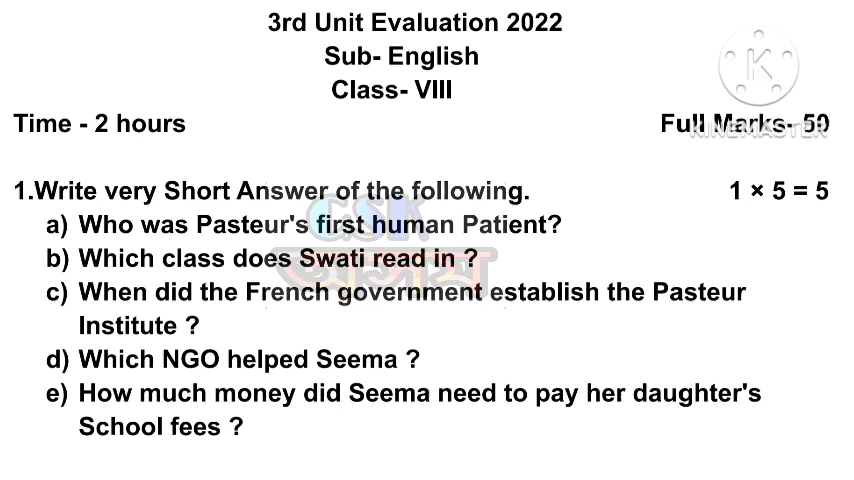 3rd Unit Evaluation 2022
Sub- English
Class- VIII
Time - 2 hours
Full Marks- 50
KINEMASTER
K
1.Write very Short Answer of the following. 1 × 5 = 5
CSK
অসম
a) Who was Pasteur's first human Patient?
b) Which class does Swati read in ?
c) When did the French government establish the Pasteur
Institute ?
d) Which NGO helped Seema ?
e) How much money did Seema need to pay her daughter's
School fees ?